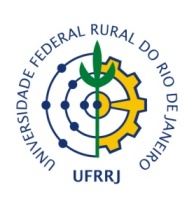 UNIVERSIDADE FEDERAL RURAL DO RIO DE JANEIRO
UFRRJ